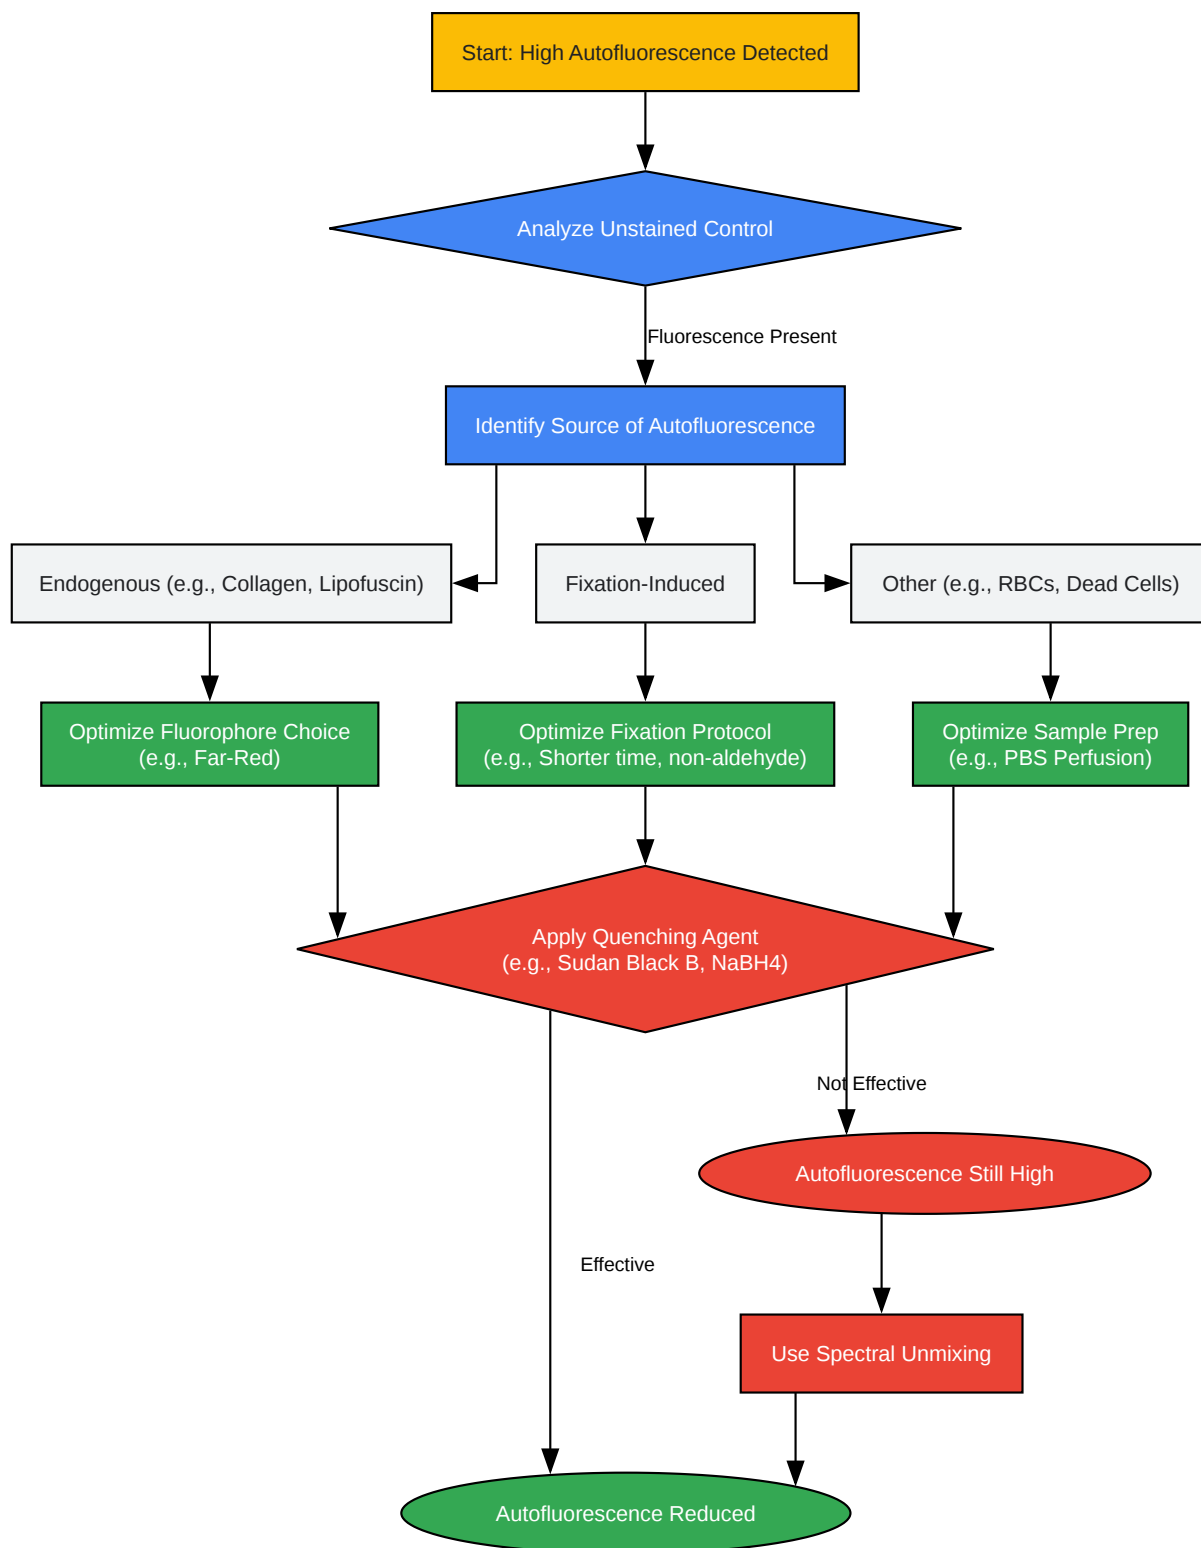 Start: High Autofluorescence Detected
Analyze Unstained Control
Fluorescence Present
Identify Source of Autofluorescence
Endogenous (e.g., Collagen, Lipofuscin)
Fixation-Induced
Other (e.g., RBCs, Dead Cells)
Optimize Fluorophore Choice
(e.g., Far-Red)
Optimize Fixation Protocol
(e.g., Shorter time, non-aldehyde)
Optimize Sample Prep
(e.g., PBS Perfusion)
Apply Quenching Agent
(e.g., Sudan Black B, NaBH4)
Not Effective
Autofluorescence Still High
Effective
Use Spectral Unmixing
Autofluorescence Reduced